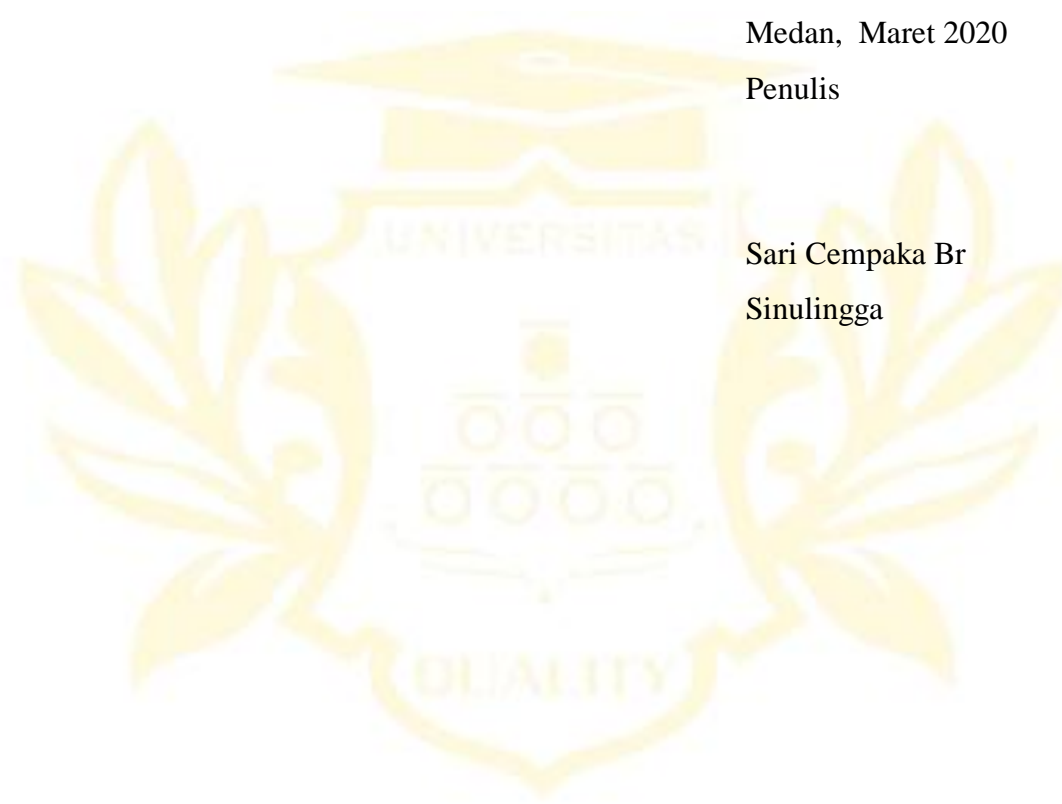 Medan,  Maret 2020
Penulis
UNIVERSITAS
Sari Cempaka Br
Sinulingga
QUALITY